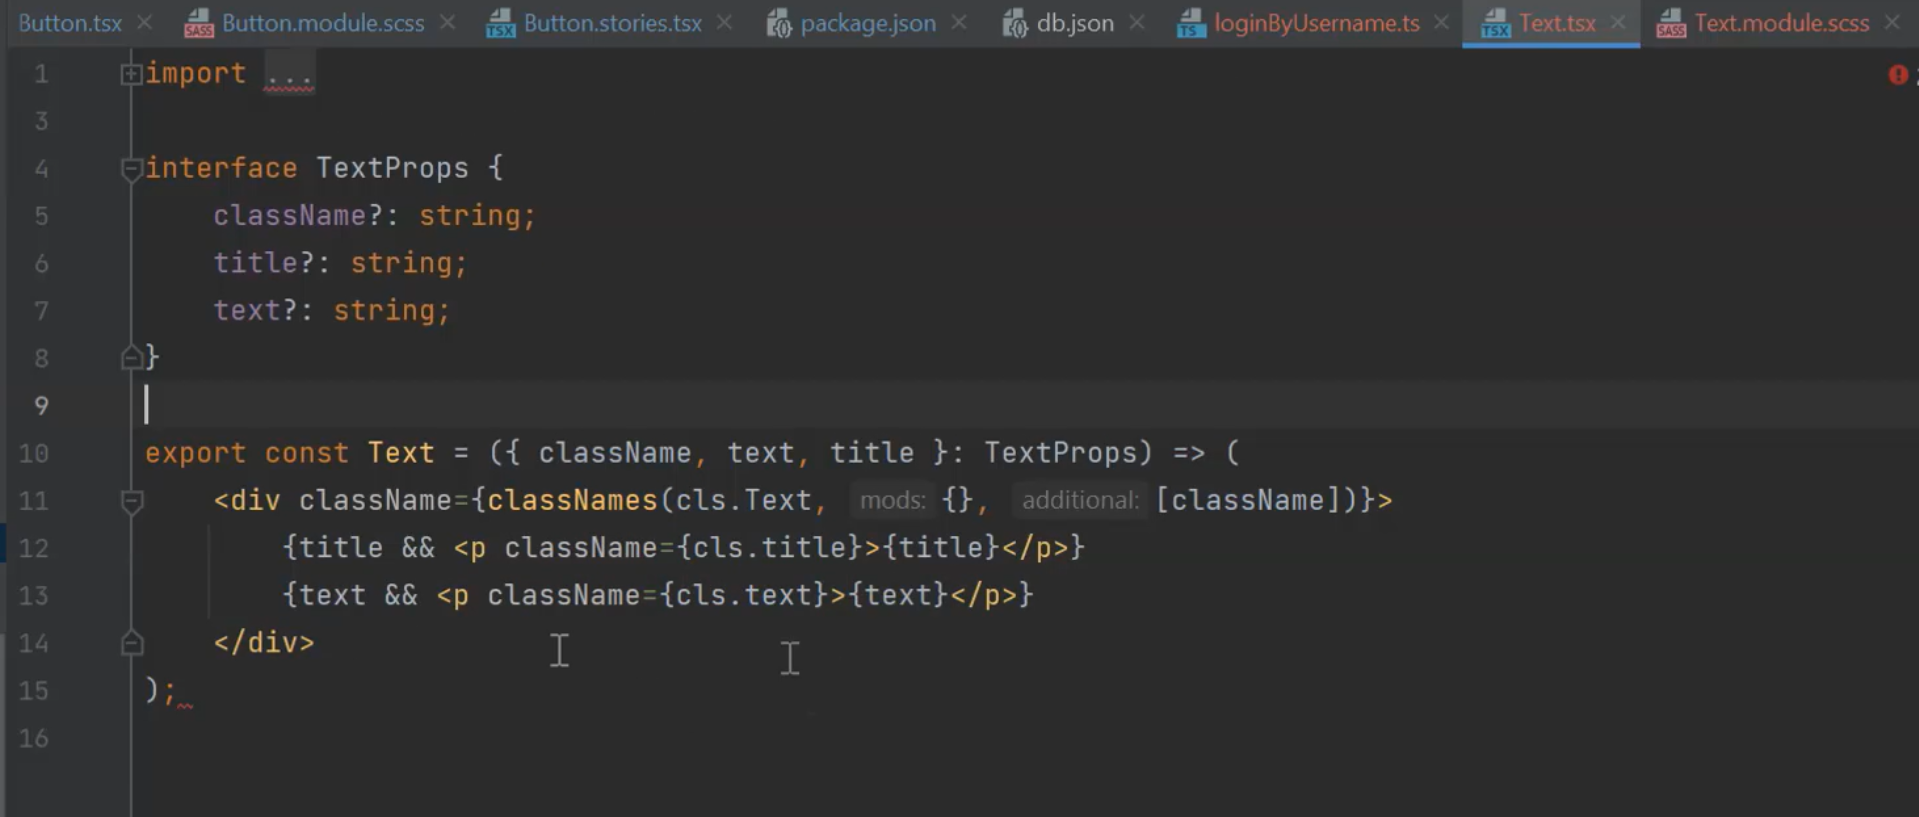 Button.tsx Button.module.scss Button.stories.tsx package.json db.json loginByUsername.ts Text.tsx Text.module.scss
1 import ...
3
4 interface TextProps {
5 className?: string;
6 title?: string;
7 text?: string;
8 }
9
10 export const Text = ({ className, text, title }: TextProps) => (
11 <div className={classNames(cls.Text, mods: {}, additional: [className])}>
12 {title && <p className={cls.title}>{title}</p>}
13 {text && <p className={cls.text}>{text}</p>}
14 </div>
15 );
16